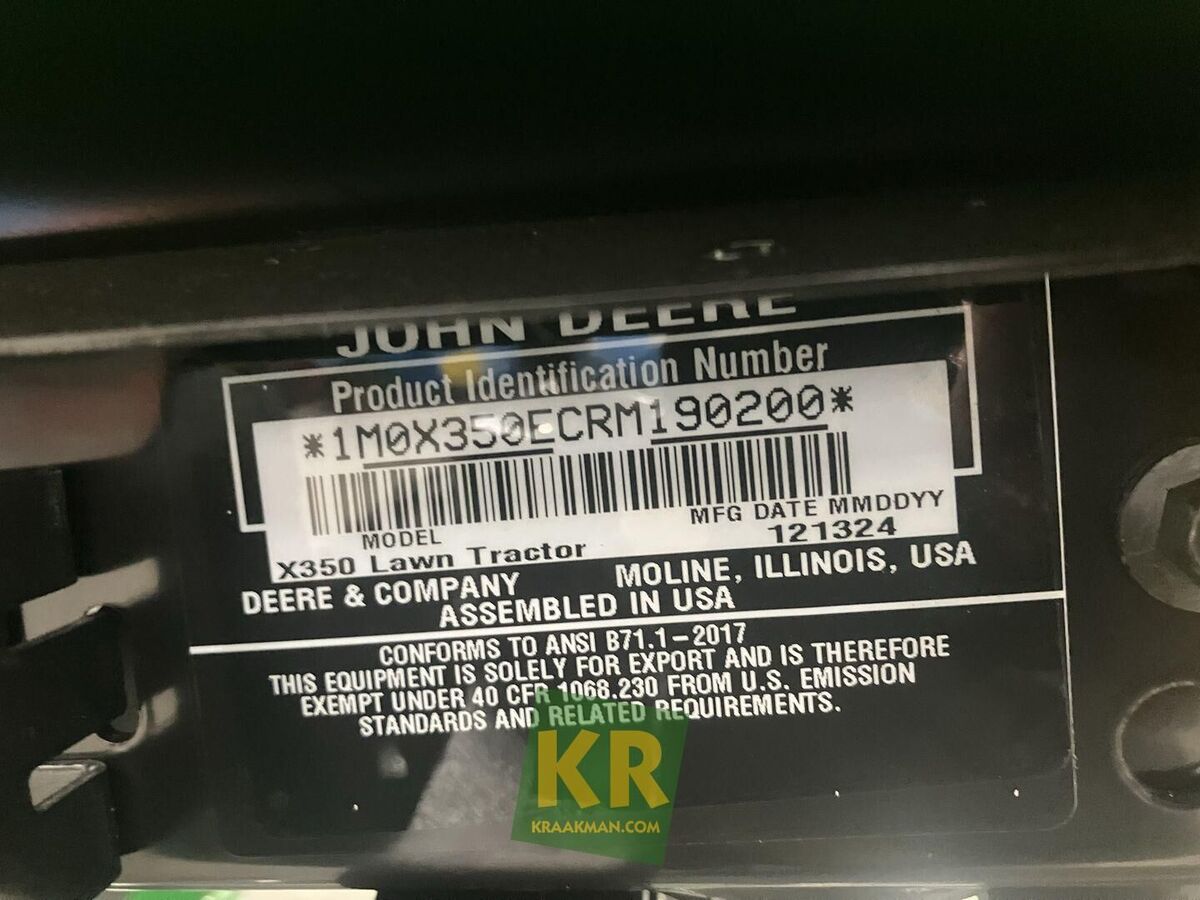 JOHN DEERE
Product Identification Number
*1M0X350ECRM190200*
MODEL
MFG DATE MMDDYY
X350 Lawn Tractor
121324
DEERE & COMPANY
MOLINE, ILLINOIS, USA
ASSEMBLED IN USA
CONFORMS TO ANSI B71.1-2017
THIS EQUIPMENT IS SOLELY FOR EXPORT AND IS THEREFORE
EXEMPT UNDER 40 CFR 1068.230 FROM U.S. EMISSION
STANDARDS AND RELATED REQUIREMENTS.
KR
KRAAKMAN.COM